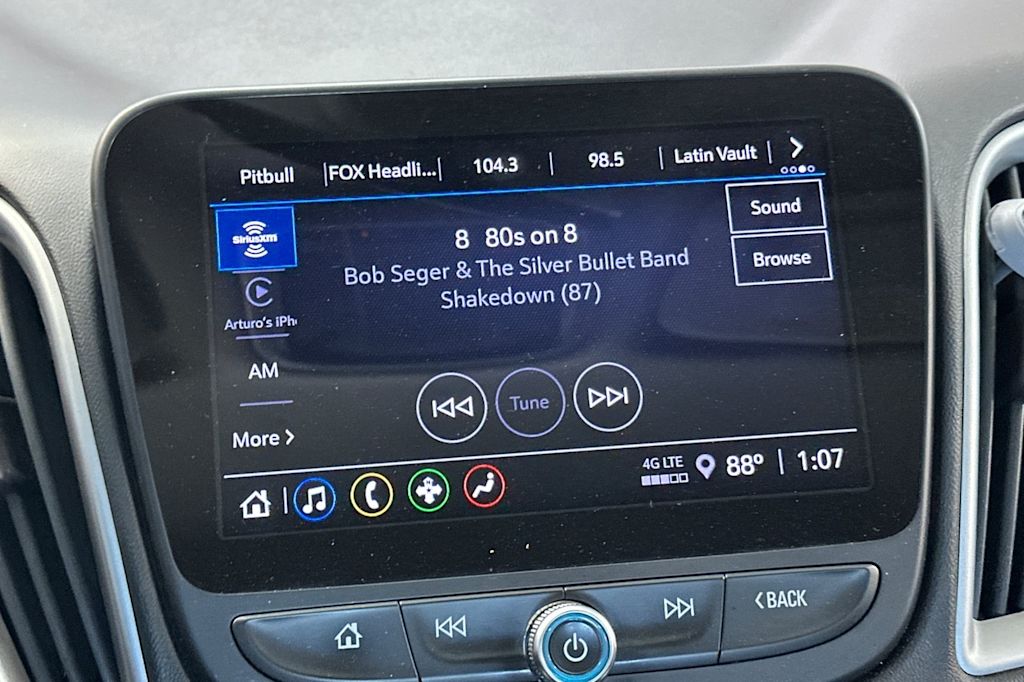 Pitbull | FOX Headli... | 104.3 | 98.5 | Latin Vault |
SiriusXM
Sound
8 80s on 8
Bob Seger & The Silver Bullet Band
Browse
Shakedown (87)
Arturo's iPh
AM
Tune
More
4G LTE
88° | 1:07
BACK